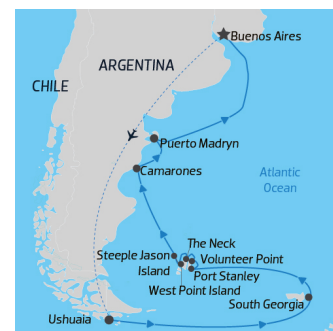 Buenos Aires
ARGENTINA
CHILE
Puerto Madryn
Camarones
Atlantic
Ocean
The Neck
Steeple Jason
Island
Volunteer Point
Port Stanley
West Point Island
South Georgia
Ushuaia